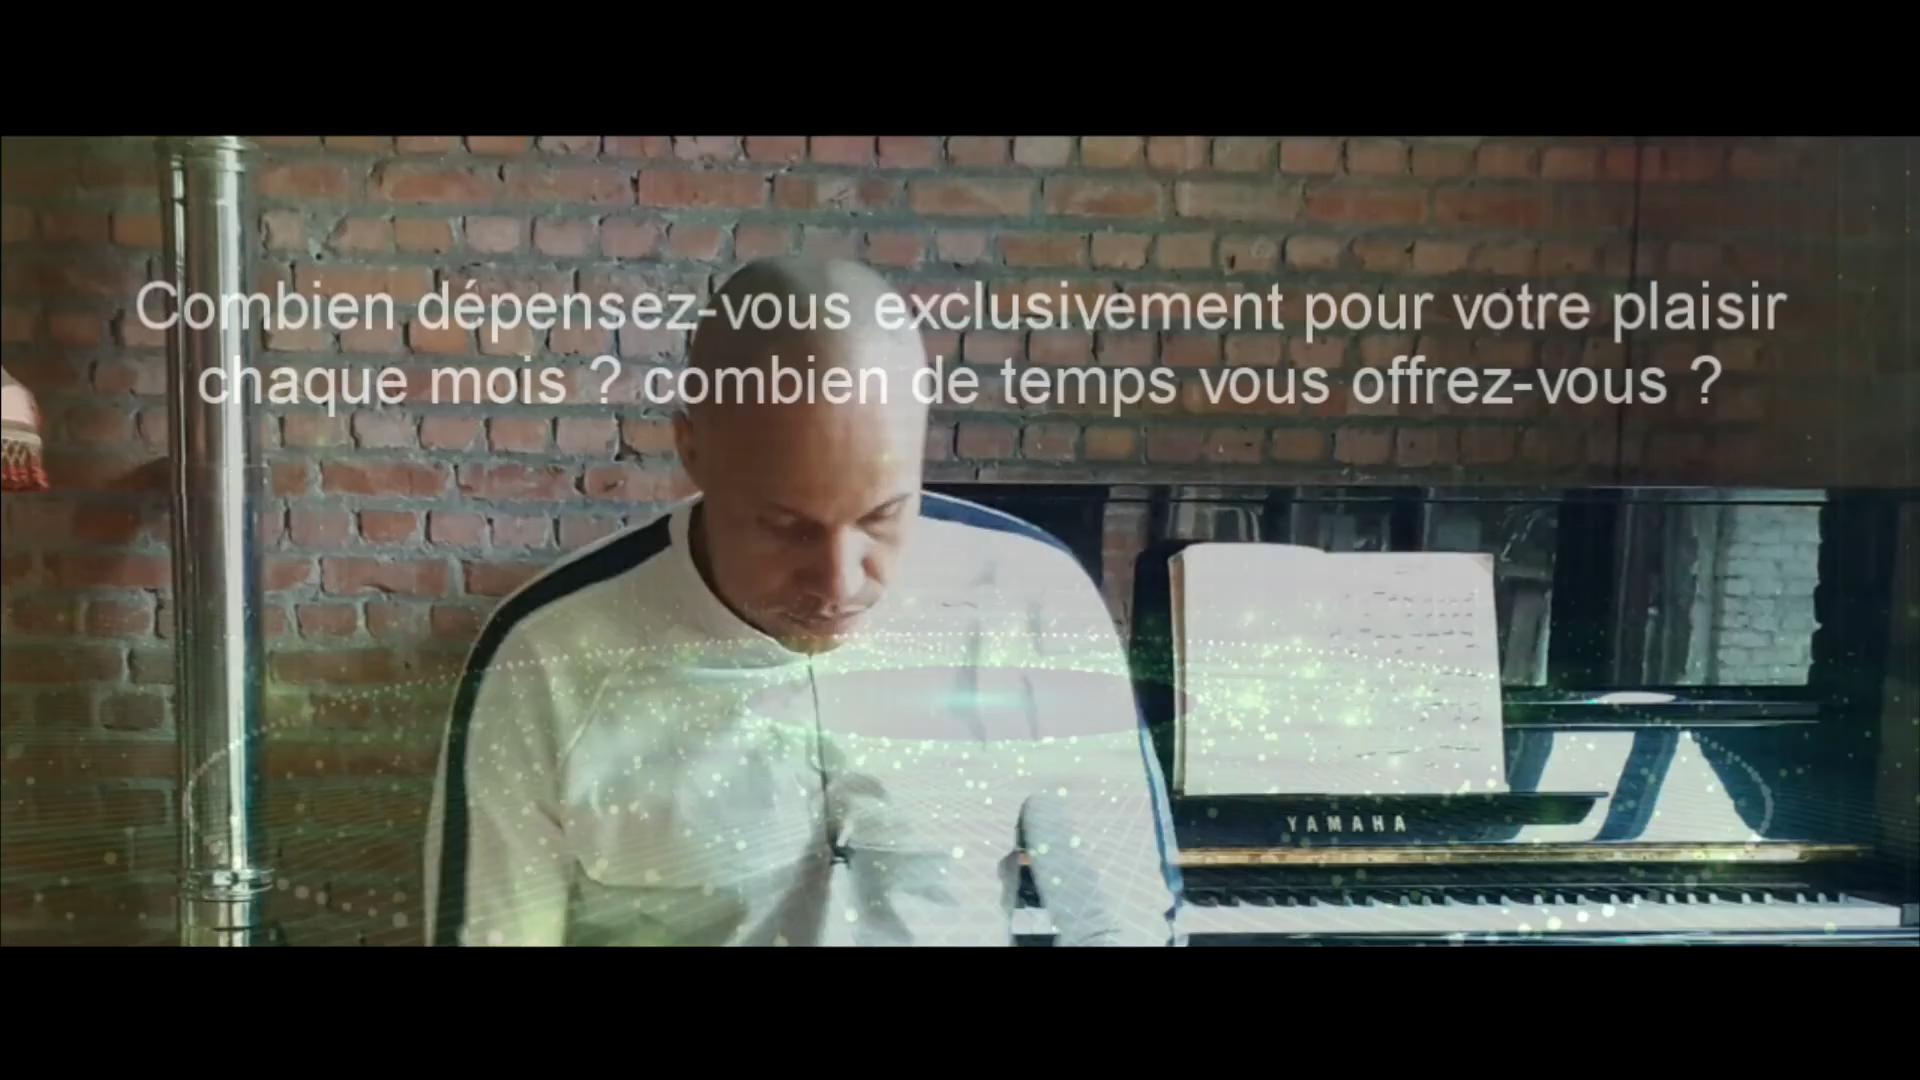 Combien dépensez-vous exclusivement pour votre plaisir
chaque mois ? combien de temps vous offrez-vous ?
YAMAHA